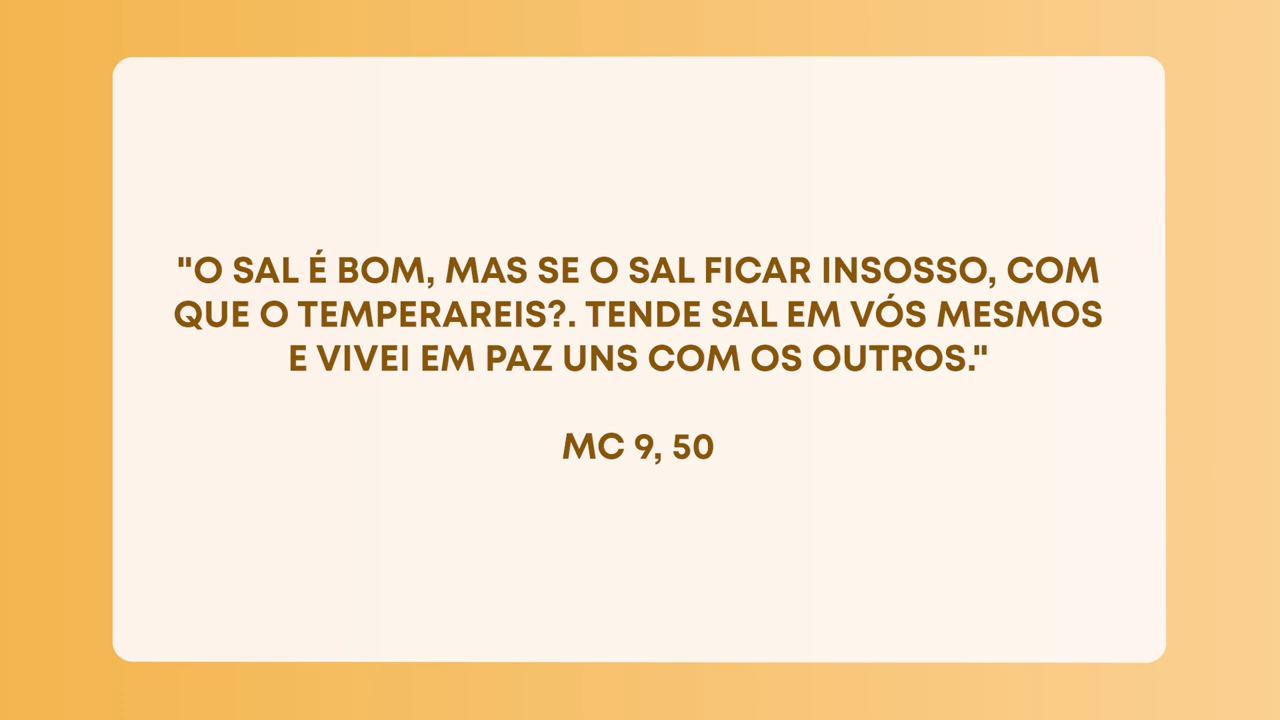 "O SAL É BOM, MAS SE O SAL FICAR INSOSSO, COM
QUE O TEMPERAREIS?. TENDE SAL EM VÓS MESMOS
E VIVEI EM PAZ UNS COM OS OUTROS."
MC 9, 50